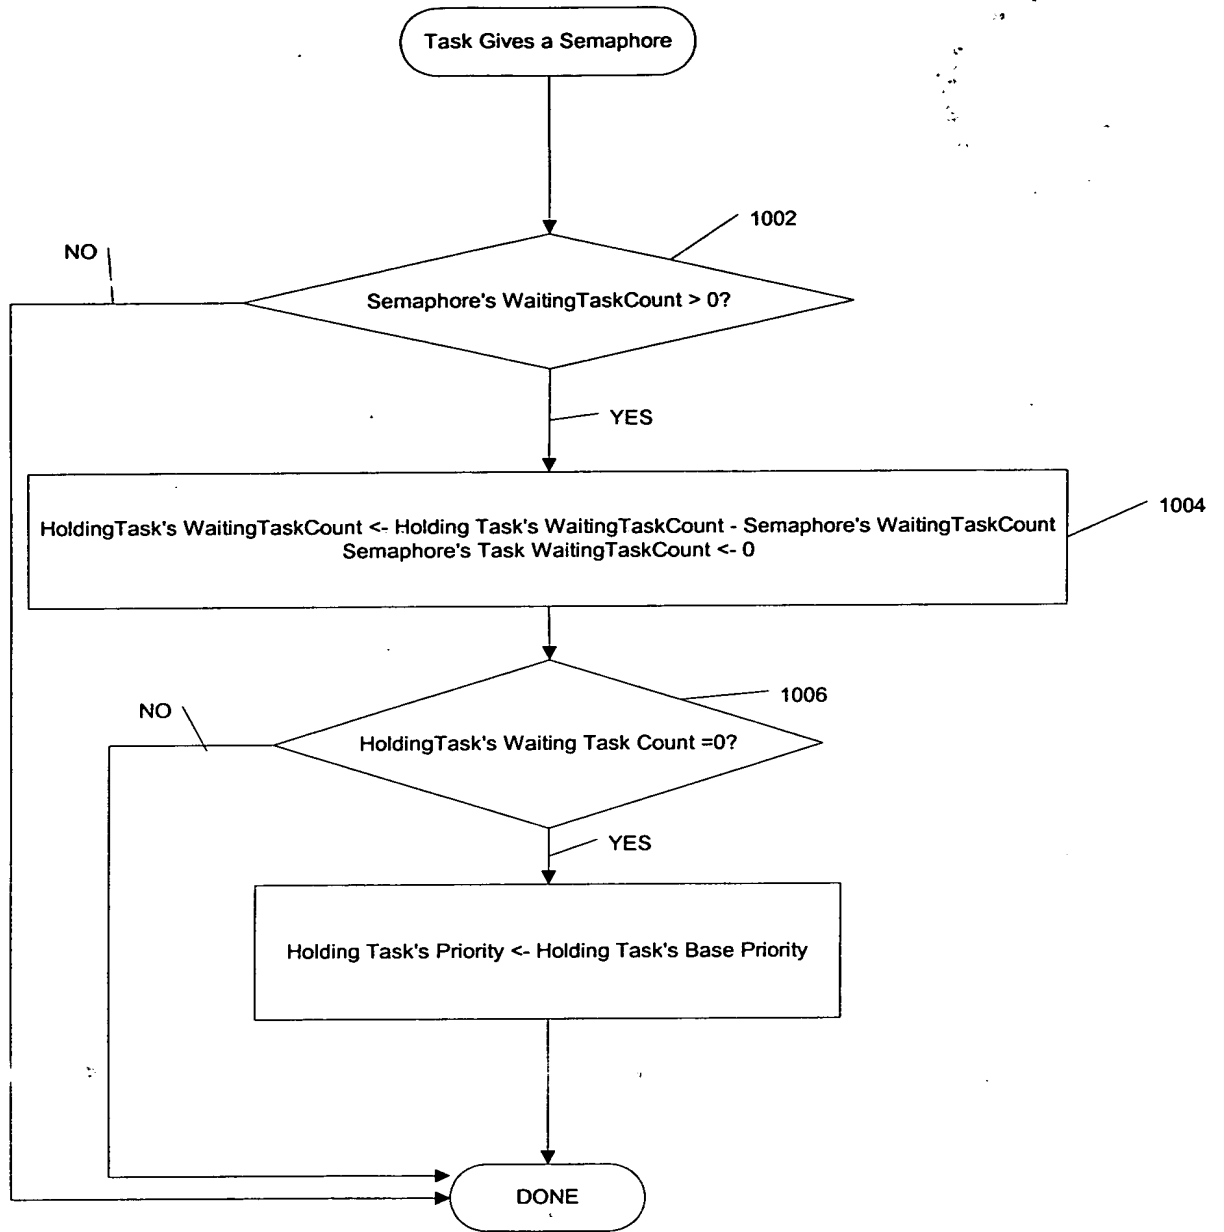 Task Gives a Semaphore
1002
NO
Semaphore's WaitingTaskCount > 0?
YES
1004
HoldingTask's WaitingTaskCount <- Holding Task's WaitingTaskCount - Semaphore's WaitingTaskCount
Semaphore's Task WaitingTaskCount <- 0
1006
NO
HoldingTask's Waiting Task Count =0?
YES
Holding Task's Priority <- Holding Task's Base Priority
DONE